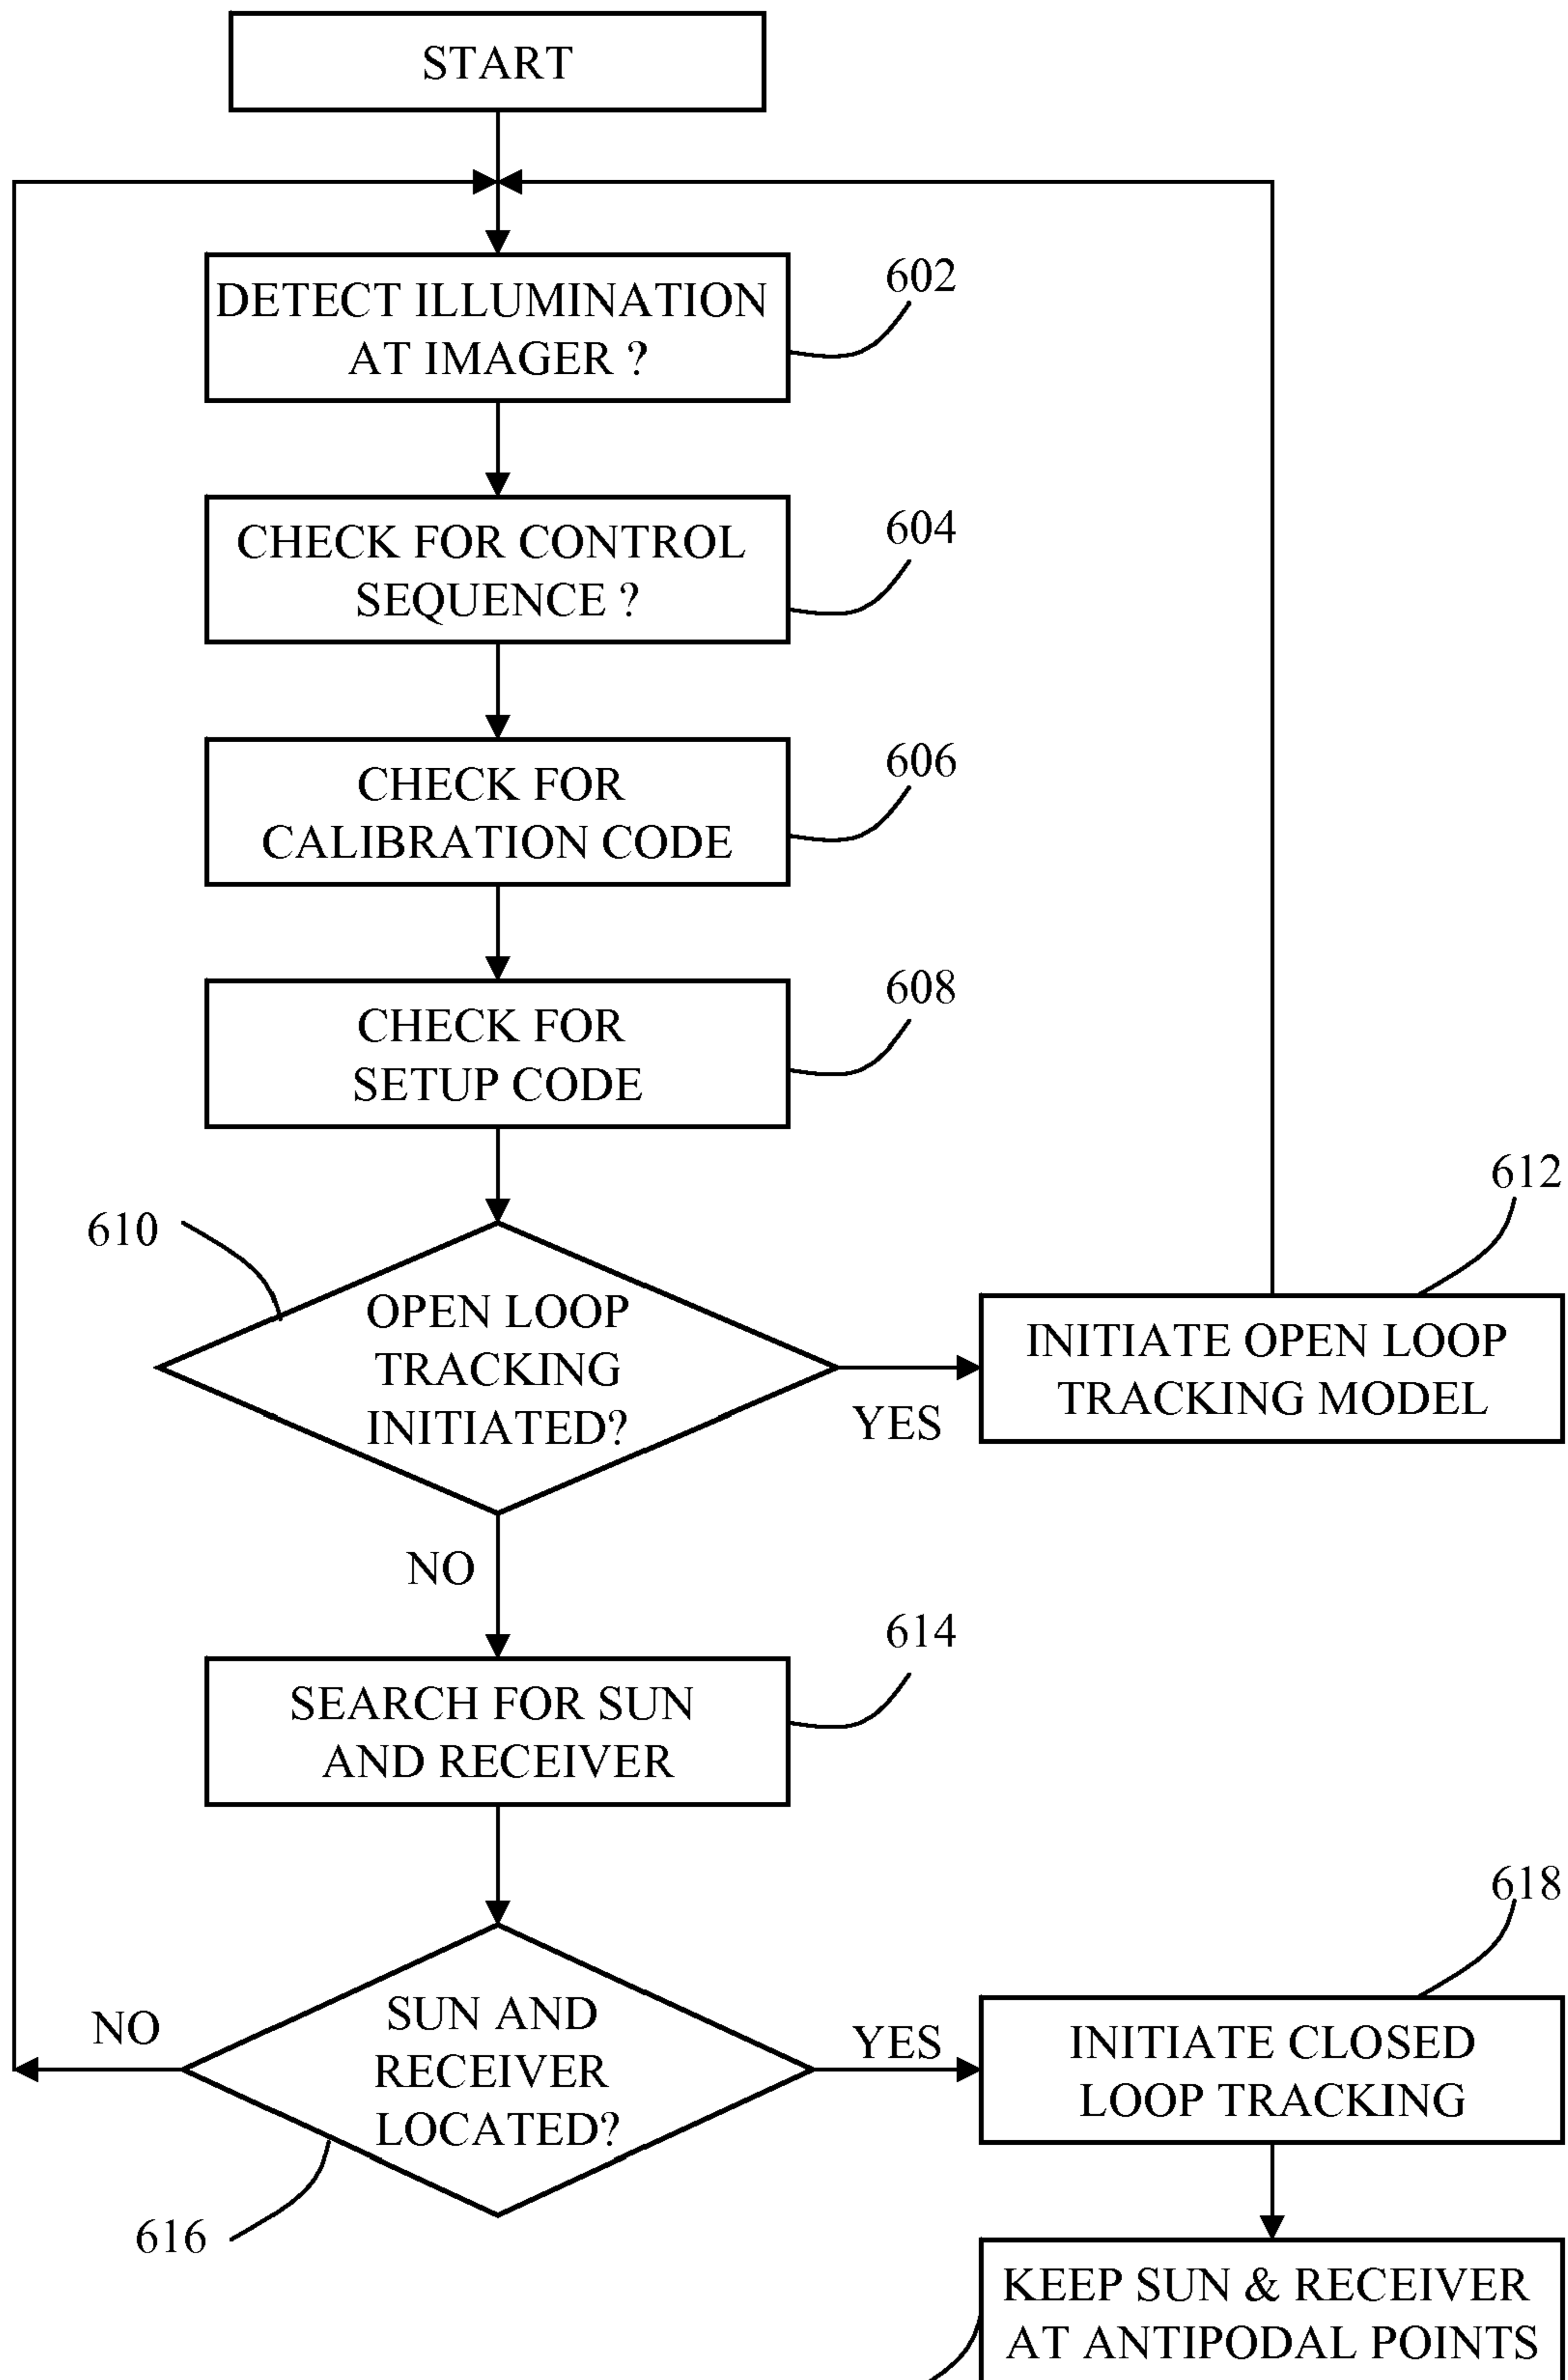 START
DETECT ILLUMINATION
AT IMAGER ?
602
CHECK FOR CONTROL
SEQUENCE ?
604
CHECK FOR
CALIBRATION CODE
606
CHECK FOR
SETUP CODE
608
610
OPEN LOOP
TRACKING
INITIATED?
YES
612
INITIATE OPEN LOOP
TRACKING MODEL
NO
SEARCH FOR SUN
AND RECEIVER
614
NO
SUN AND
RECEIVER
LOCATED?
616
YES
618
INITIATE CLOSED
LOOP TRACKING
KEEP SUN & RECEIVER
AT ANTIPODAL POINTS